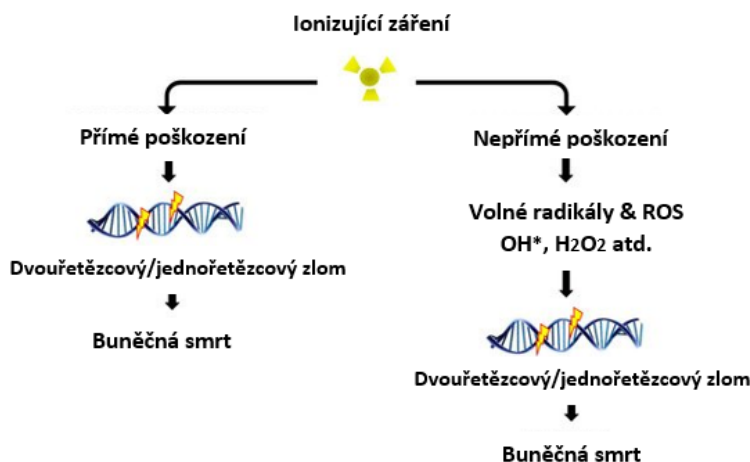 Ionizující záření
Přímé poškození
Dvouřetězcový/jednořetězcový zlom
Buněčná smrt
Nepřímé poškození
Volné radikály & ROS
OH*, H2O2 atd.
Dvouřetězcový/jednořetězcový zlom
Buněčná smrt